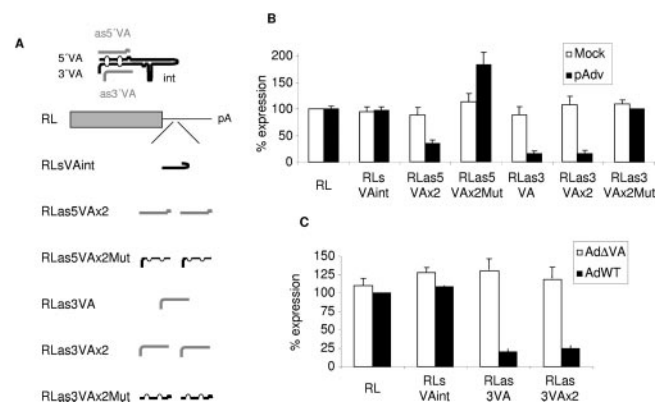 A
as5´VA
5´VA
3´VA
int
as3´VA
RL
pA
RLsVAint
RLas5VAx2
RLas5VAx2Mut
RLas3VA
RLas3VAx2
RLas3VAx2Mut
B
% expression
200
150
100
50
0
Mock
pAdv
RL
RLs VAint
RLas5 VAx2
RLas5 VAx2Mut
RLas3 VA
RLas3 VAx2
RLas3 VAx2Mut
C
% expression
150
125
100
75
50
25
0
AdΔVA
AdWT
RL
RLs VAint
RLas 3VA
RLas 3VAx2